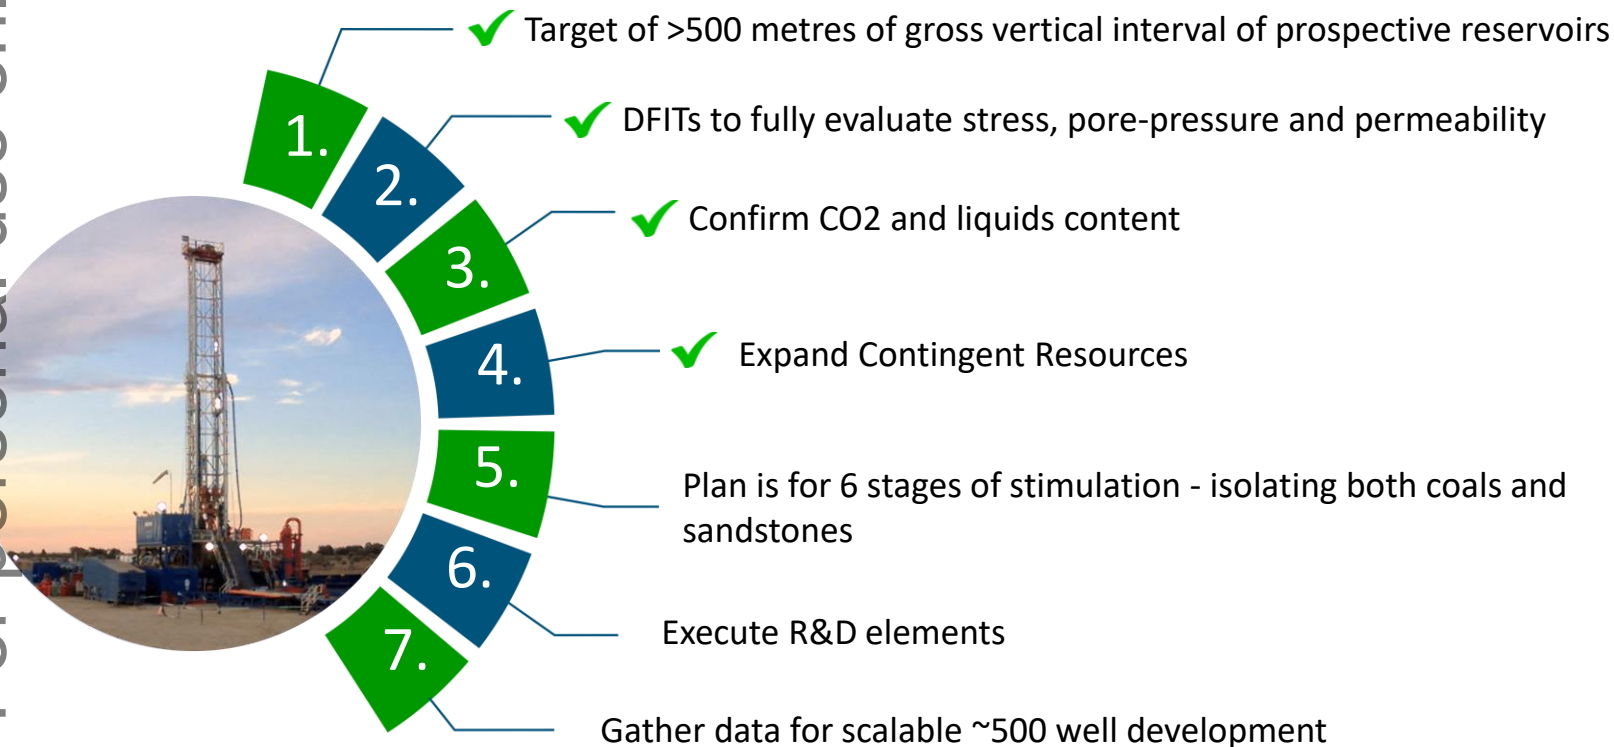 1.
Target of >500 metres of gross vertical interval of prospective reservoirs
2.
DFITs to fully evaluate stress, pore-pressure and permeability
3.
Confirm CO2 and liquids content
4.
Expand Contingent Resources
5.
Plan is for 6 stages of stimulation - isolating both coals and
sandstones
6.
Execute R&D elements
7.
Gather data for scalable ~500 well development